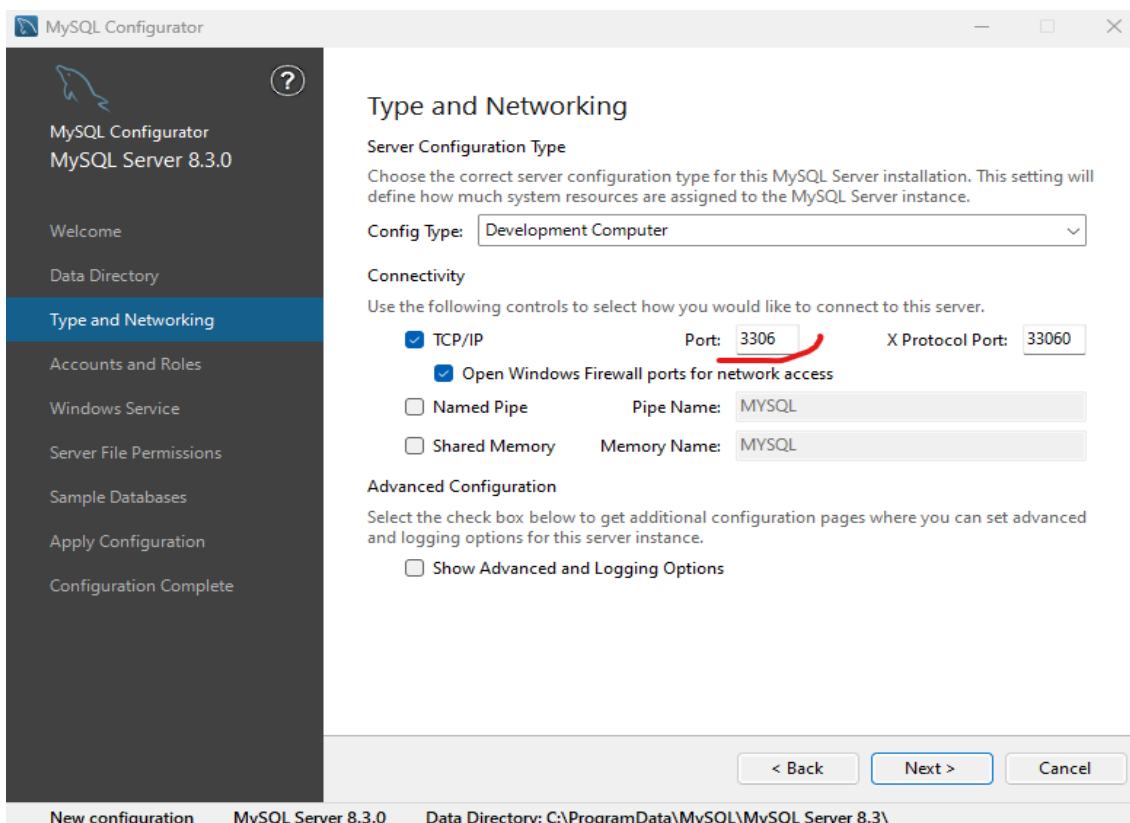 MySQL Configurator
?
MySQL Configurator
MySQL Server 8.3.0
Welcome
Data Directory
Type and Networking
Accounts and Roles
Windows Service
Server File Permissions
Sample Databases
Apply Configuration
Configuration Complete
Type and Networking
Server Configuration Type
Choose the correct server configuration type for this MySQL Server installation. This setting will
define how much system resources are assigned to the MySQL Server instance.
Config Type: Development Computer
Connectivity
Use the following controls to select how you would like to connect to this server.
TCP/IP Port: 3306 X Protocol Port: 33060
Open Windows Firewall ports for network access
Named Pipe Pipe Name: MYSQL
Shared Memory Memory Name: MYSQL
Advanced Configuration
Select the check box below to get additional configuration pages where you can set advanced
and logging options for this server instance.
Show Advanced and Logging Options
< Back Next > Cancel
New configuration MySQL Server 8.3.0 Data Directory: C:\ProgramData\MySQL\MySQL Server 8.3\